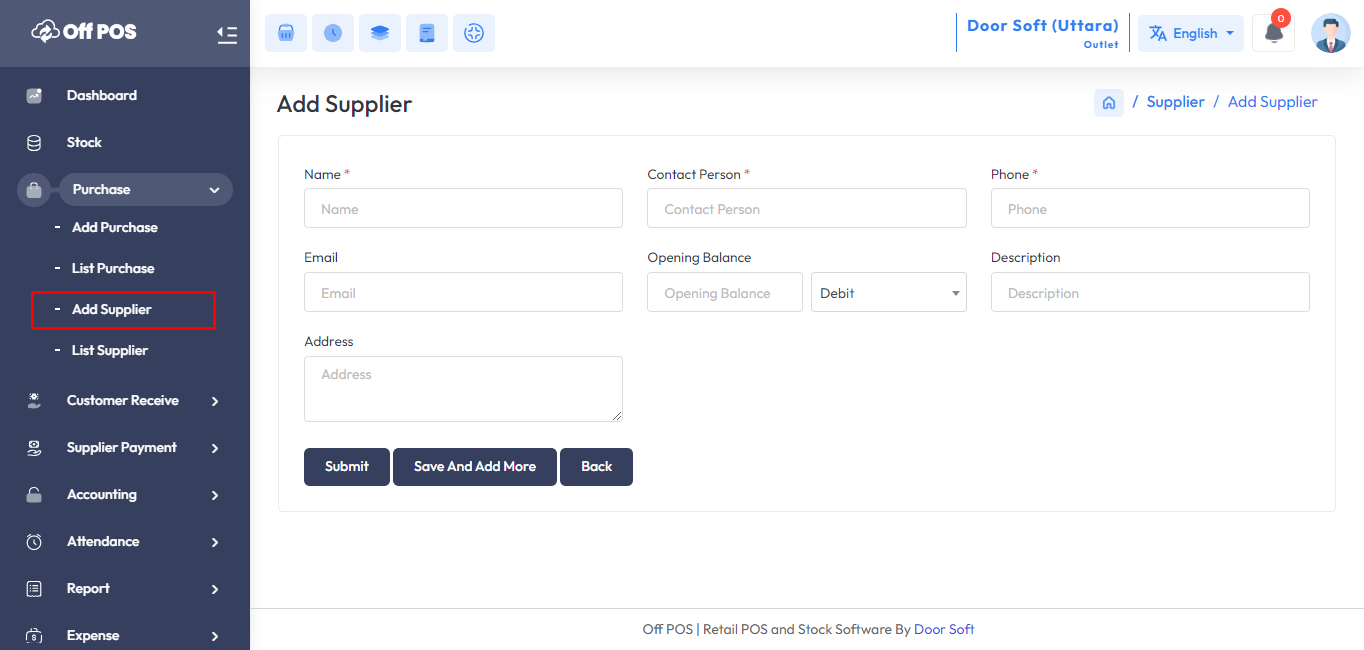 Off POS
Door Soft (Uttara)
Outlet
English
0
Dashboard
Stock
Purchase
- Add Purchase
- List Purchase
- Add Supplier
- List Supplier
Customer Receive
Supplier Payment
Accounting
Attendance
Report
Expense
Add Supplier
/ Supplier / Add Supplier
Name * Contact Person * Phone *
Name Contact Person Phone
Email Opening Balance Description
Email Opening Balance Debit Description
Address
Address
Submit Save And Add More Back
Off POS | Retail POS and Stock Software By Door Soft